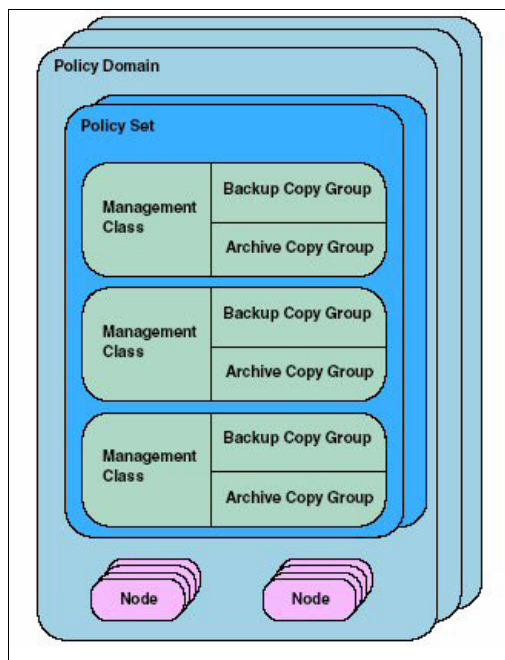 Policy Domain
Policy Set
Management
Class
Backup Copy Group
Archive Copy Group
Management
Class
Backup Copy Group
Archive Copy Group
Management
Class
Backup Copy Group
Archive Copy Group
Node
Node